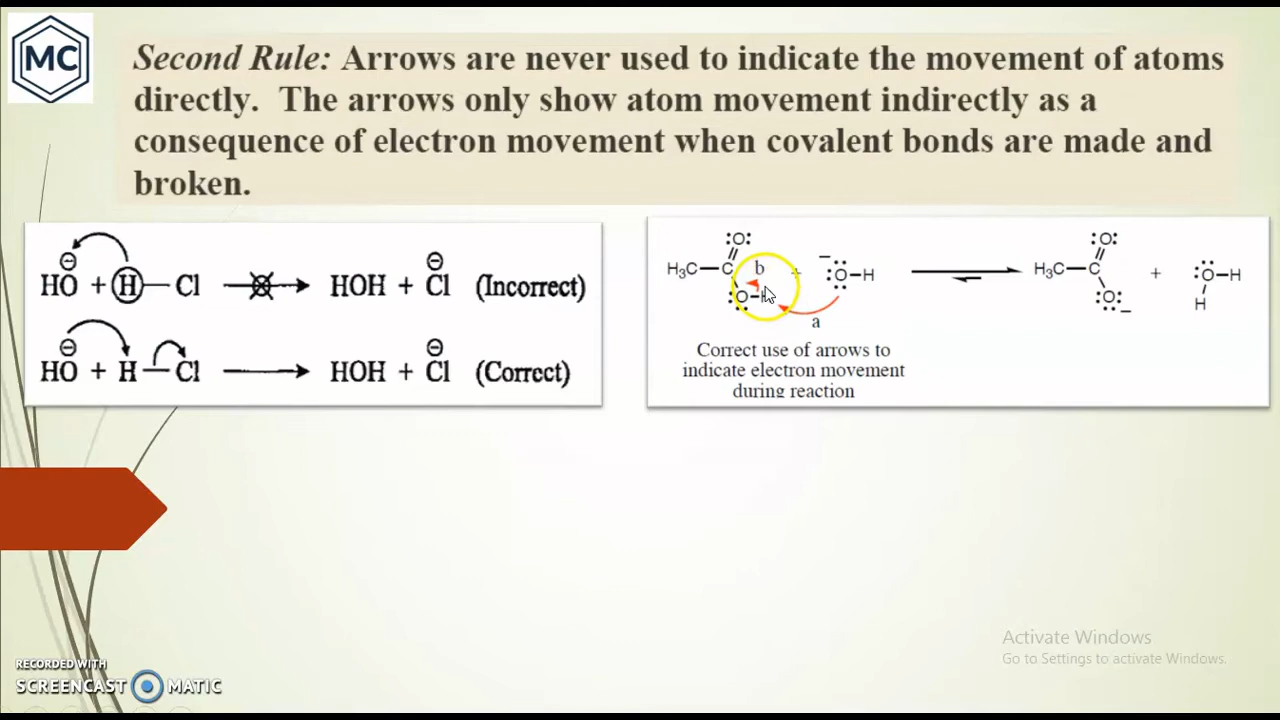 MC
Second Rule: Arrows are never used to indicate the movement of atoms
directly. The arrows only show atom movement indirectly as a
consequence of electron movement when covalent bonds are made and
broken.
⊖ ⊖
HO + H — Cl HOH + Cl (Incorrect)
⊖ ⊖
HO + H — Cl HOH + Cl (Correct)
:O: − :O:
H₃C—C b + :O—H H₃C—C + :O—H
:O—H :O: − H
a
Correct use of arrows to
indicate electron movement
during reaction
Activate Windows
Go to Settings to activate Windows.
RECORDED WITH
SCREENCAST MATIC